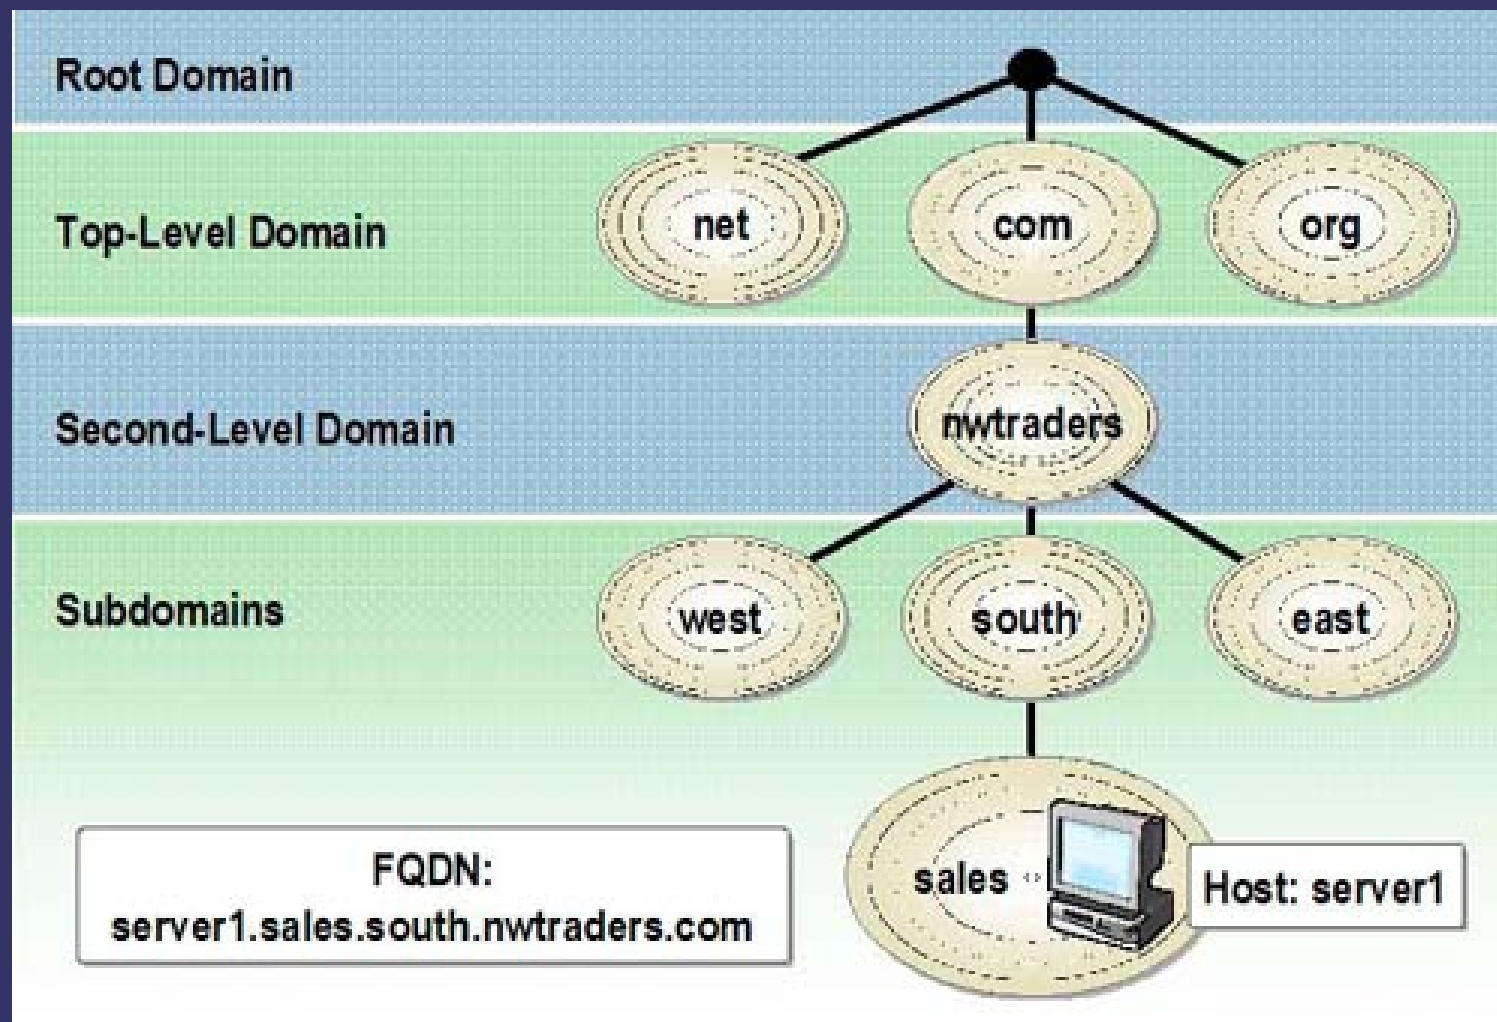 Root Domain
Top-Level Domain
net
com
org
Second-Level Domain
nwtraders
Subdomains
west
south
east
sales
Host: server1
FQDN:
server1.sales.south.nwtraders.com